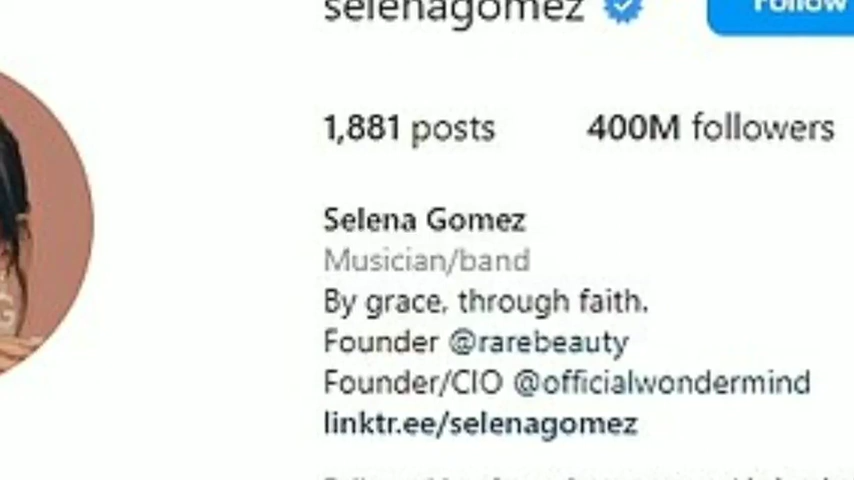 selenagomez
Follow
1,881 posts 400M followers
Selena Gomez
Musician/band
By grace, through faith.
Founder @rarebeauty
Founder/CIO @officialwondermind
linktr.ee/selenagomez